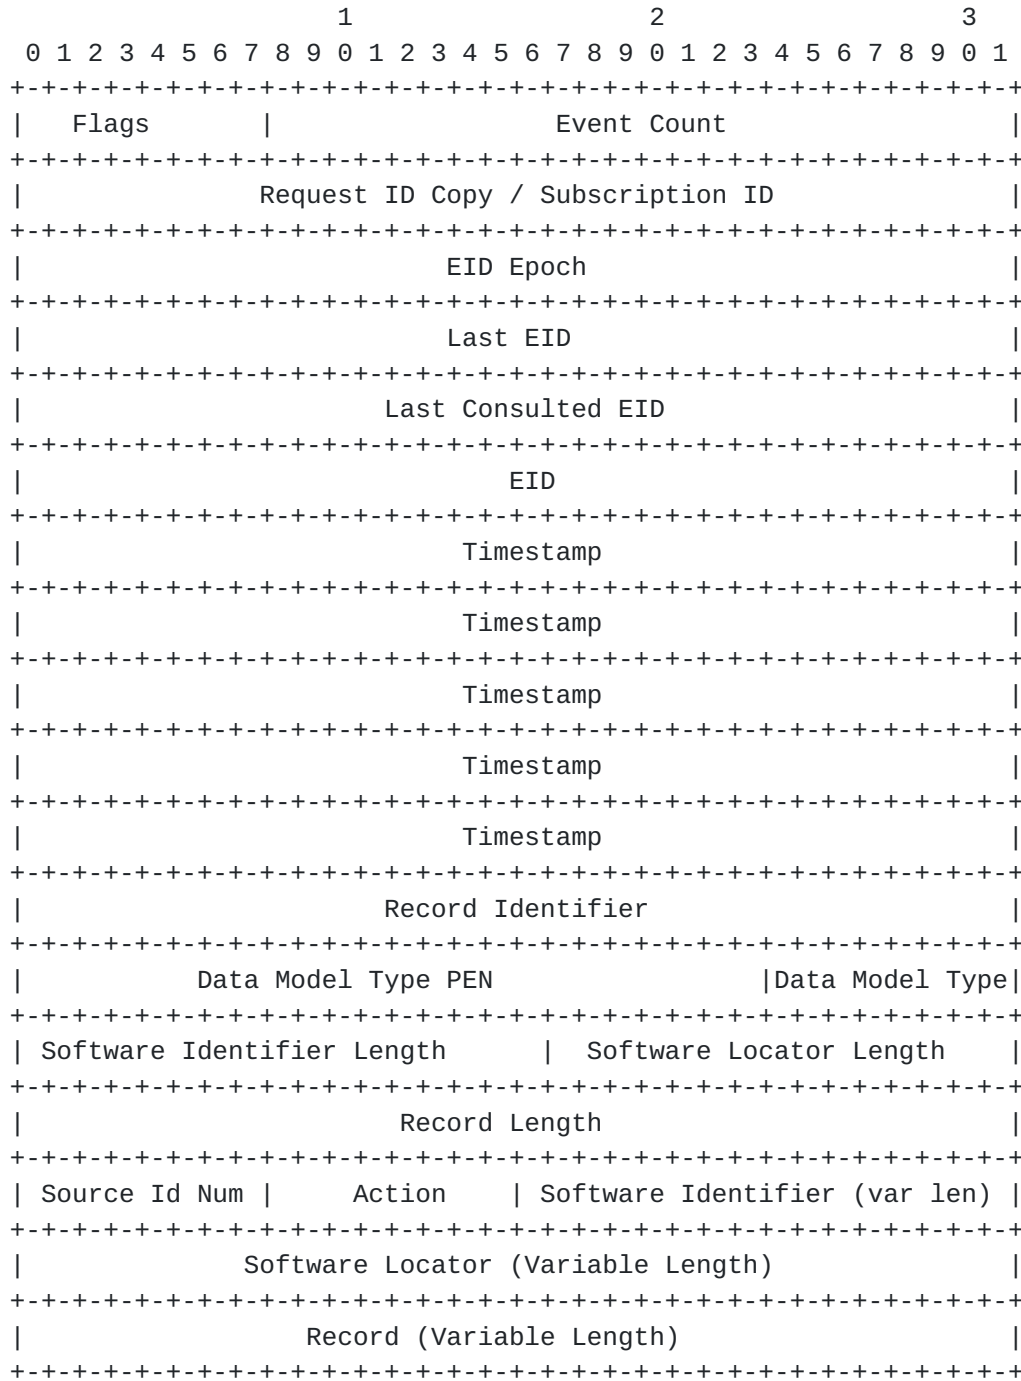 1                   2                   3
 0 1 2 3 4 5 6 7 8 9 0 1 2 3 4 5 6 7 8 9 0 1 2 3 4 5 6 7 8 9 0 1
+-+-+-+-+-+-+-+-+-+-+-+-+-+-+-+-+-+-+-+-+-+-+-+-+-+-+-+-+-+-+-+-+
|   Flags       |                  Event Count                  |
+-+-+-+-+-+-+-+-+-+-+-+-+-+-+-+-+-+-+-+-+-+-+-+-+-+-+-+-+-+-+-+-+
|               Request ID Copy / Subscription ID               |
+-+-+-+-+-+-+-+-+-+-+-+-+-+-+-+-+-+-+-+-+-+-+-+-+-+-+-+-+-+-+-+-+
|                           EID Epoch                           |
+-+-+-+-+-+-+-+-+-+-+-+-+-+-+-+-+-+-+-+-+-+-+-+-+-+-+-+-+-+-+-+-+
|                           Last EID                            |
+-+-+-+-+-+-+-+-+-+-+-+-+-+-+-+-+-+-+-+-+-+-+-+-+-+-+-+-+-+-+-+-+
|                       Last Consulted EID                      |
+-+-+-+-+-+-+-+-+-+-+-+-+-+-+-+-+-+-+-+-+-+-+-+-+-+-+-+-+-+-+-+-+
|                               EID                             |
+-+-+-+-+-+-+-+-+-+-+-+-+-+-+-+-+-+-+-+-+-+-+-+-+-+-+-+-+-+-+-+-+
|                            Timestamp                          |
+-+-+-+-+-+-+-+-+-+-+-+-+-+-+-+-+-+-+-+-+-+-+-+-+-+-+-+-+-+-+-+-+
|                            Timestamp                          |
+-+-+-+-+-+-+-+-+-+-+-+-+-+-+-+-+-+-+-+-+-+-+-+-+-+-+-+-+-+-+-+-+
|                            Timestamp                          |
+-+-+-+-+-+-+-+-+-+-+-+-+-+-+-+-+-+-+-+-+-+-+-+-+-+-+-+-+-+-+-+-+
|                            Timestamp                          |
+-+-+-+-+-+-+-+-+-+-+-+-+-+-+-+-+-+-+-+-+-+-+-+-+-+-+-+-+-+-+-+-+
|                            Timestamp                          |
+-+-+-+-+-+-+-+-+-+-+-+-+-+-+-+-+-+-+-+-+-+-+-+-+-+-+-+-+-+-+-+-+
|                       Record Identifier                       |
+-+-+-+-+-+-+-+-+-+-+-+-+-+-+-+-+-+-+-+-+-+-+-+-+-+-+-+-+-+-+-+-+
|           Data Model Type PEN                 |Data Model Type|
+-+-+-+-+-+-+-+-+-+-+-+-+-+-+-+-+-+-+-+-+-+-+-+-+-+-+-+-+-+-+-+-+
| Software Identifier Length      |  Software Locator Length    |
+-+-+-+-+-+-+-+-+-+-+-+-+-+-+-+-+-+-+-+-+-+-+-+-+-+-+-+-+-+-+-+-+
|                        Record Length                          |
+-+-+-+-+-+-+-+-+-+-+-+-+-+-+-+-+-+-+-+-+-+-+-+-+-+-+-+-+-+-+-+-+
| Source Id Num |     Action    | Software Identifier (var len) |
+-+-+-+-+-+-+-+-+-+-+-+-+-+-+-+-+-+-+-+-+-+-+-+-+-+-+-+-+-+-+-+-+
|              Software Locator (Variable Length)               |
+-+-+-+-+-+-+-+-+-+-+-+-+-+-+-+-+-+-+-+-+-+-+-+-+-+-+-+-+-+-+-+-+
|                  Record (Variable Length)                     |
+-+-+-+-+-+-+-+-+-+-+-+-+-+-+-+-+-+-+-+-+-+-+-+-+-+-+-+-+-+-+-+-+